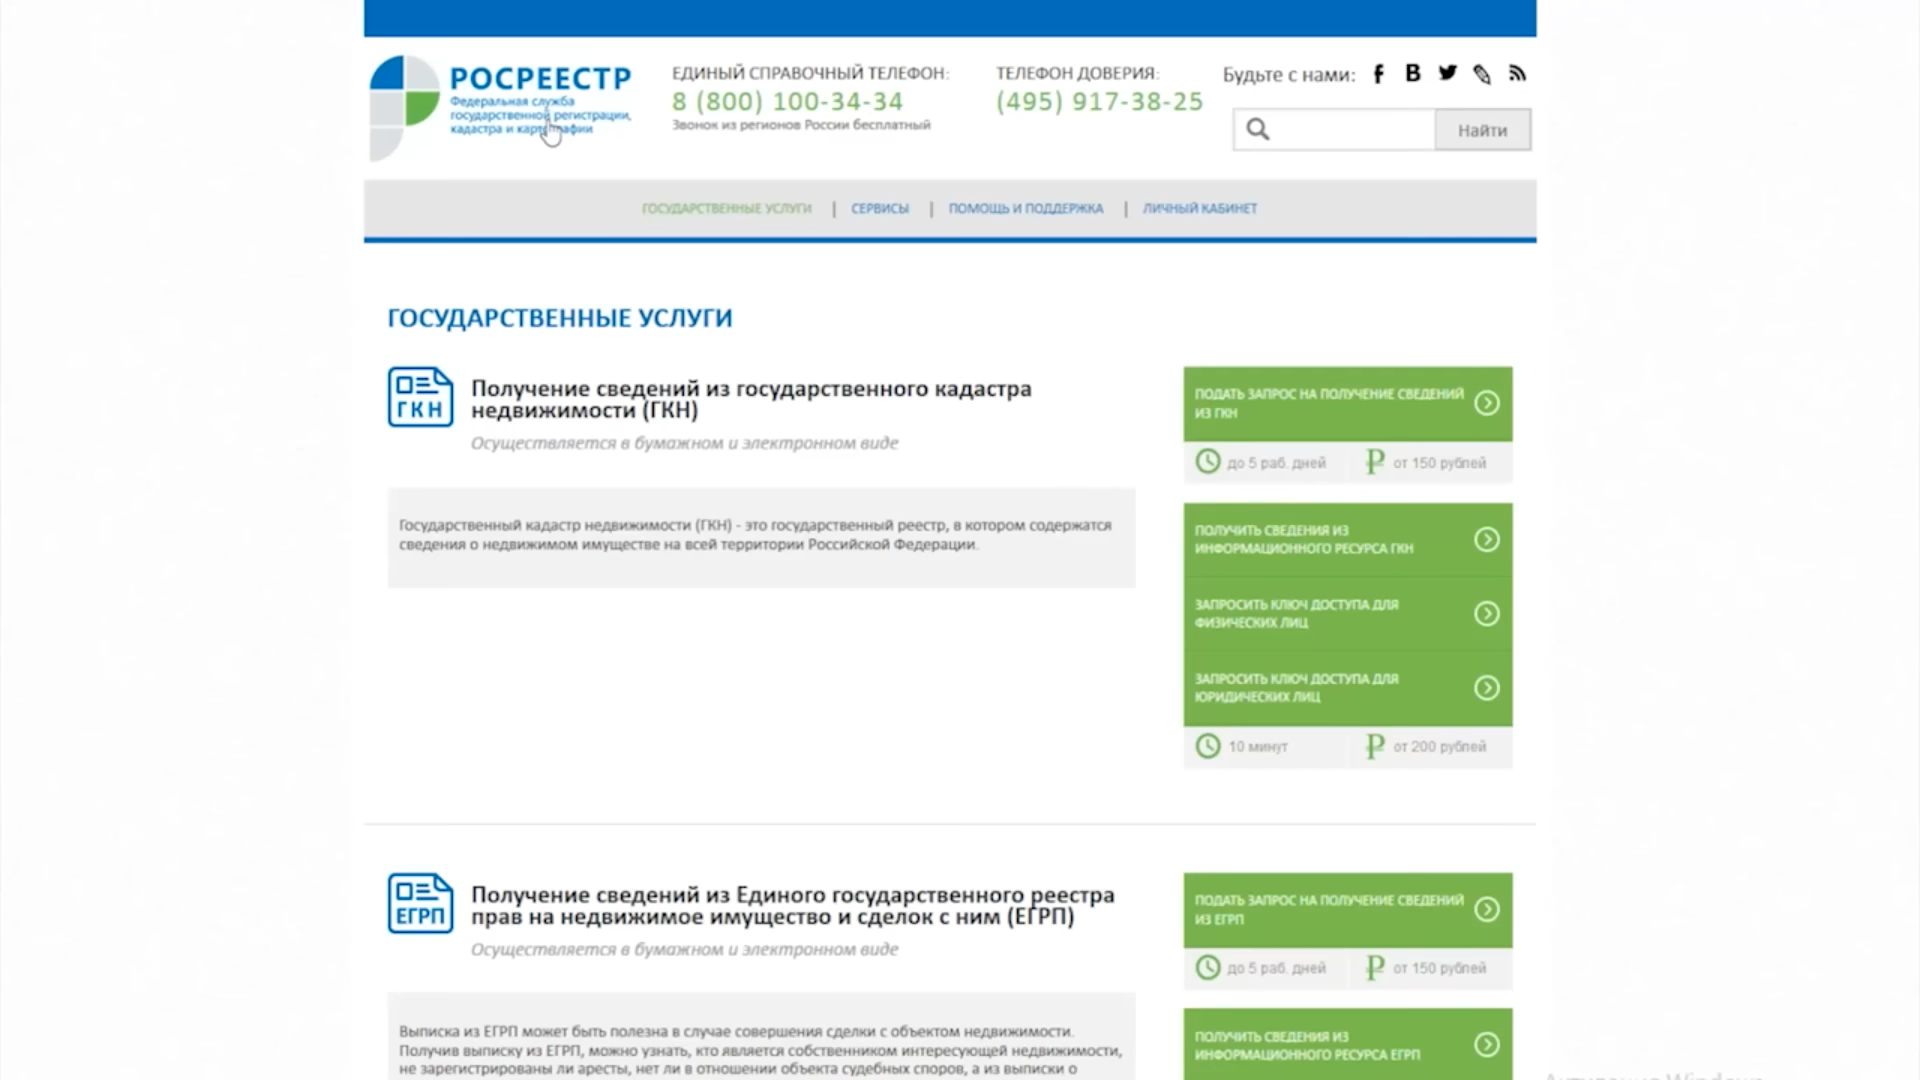 РОСРЕЕСТР
Федеральная служба
государственной регистрации,
кадастра и картографии
ЕДИНЫЙ СПРАВОЧНЫЙ ТЕЛЕФОН:
8 (800) 100-34-34
Звонок из регионов России бесплатный
ТЕЛЕФОН ДОВЕРИЯ:
(495) 917-38-25
Будьте с нами:
Найти
ГОСУДАРСТВЕННЫЕ УСЛУГИ | СЕРВИСЫ | ПОМОЩЬ И ПОДДЕРЖКА | ЛИЧНЫЙ КАБИНЕТ
ГОСУДАРСТВЕННЫЕ УСЛУГИ
ГКН
Получение сведений из государственного кадастра
недвижимости (ГКН)
Осуществляется в бумажном и электронном виде
Государственный кадастр недвижимости (ГКН) - это государственный реестр, в котором содержатся
сведения о недвижимом имуществе на всей территории Российской Федерации.
ПОДАТЬ ЗАПРОС НА ПОЛУЧЕНИЕ СВЕДЕНИЙ
ИЗ ГКН
до 5 раб. дней
от 150 рублей
ПОЛУЧИТЬ СВЕДЕНИЯ ИЗ
ИНФОРМАЦИОННОГО РЕСУРСА ГКН
ЗАПРОСИТЬ КЛЮЧ ДОСТУПА ДЛЯ
ФИЗИЧЕСКИХ ЛИЦ
ЗАПРОСИТЬ КЛЮЧ ДОСТУПА ДЛЯ
ЮРИДИЧЕСКИХ ЛИЦ
10 минут
от 200 рублей
ЕГРП
Получение сведений из Единого государственного реестра
прав на недвижимое имущество и сделок с ним (ЕГРП)
Осуществляется в бумажном и электронном виде
Выписка из ЕГРП может быть полезна в случае совершения сделки с объектом недвижимости.
Получив выписку из ЕГРП, можно узнать, кто является собственником интересующей недвижимости,
не зарегистрированы ли аресты, нет ли в отношении объекта судебных споров, а из выписки о
ПОДАТЬ ЗАПРОС НА ПОЛУЧЕНИЕ СВЕДЕНИЙ
ИЗ ЕГРП
до 5 раб. дней
от 150 рублей
ПОЛУЧИТЬ СВЕДЕНИЯ ИЗ
ИНФОРМАЦИОННОГО РЕСУРСА ЕГРП